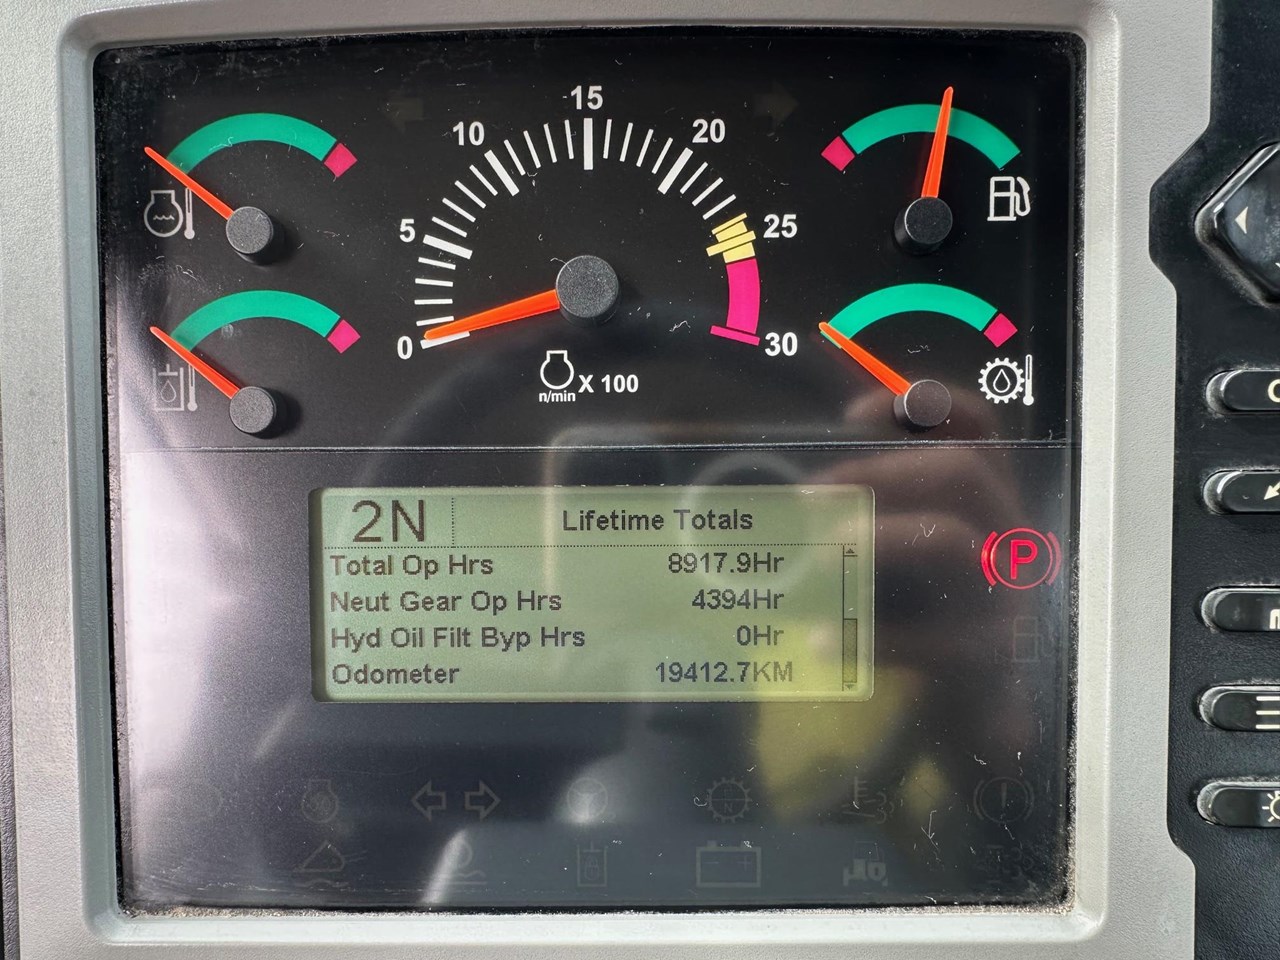 15
10
20
5
25
0
30
n/min X 100
2N
Lifetime Totals
Total Op Hrs 8917.9Hr
Neut Gear Op Hrs 4394Hr
Hyd Oil Filt Byp Hrs 0Hr
Odometer 19412.7KM
P